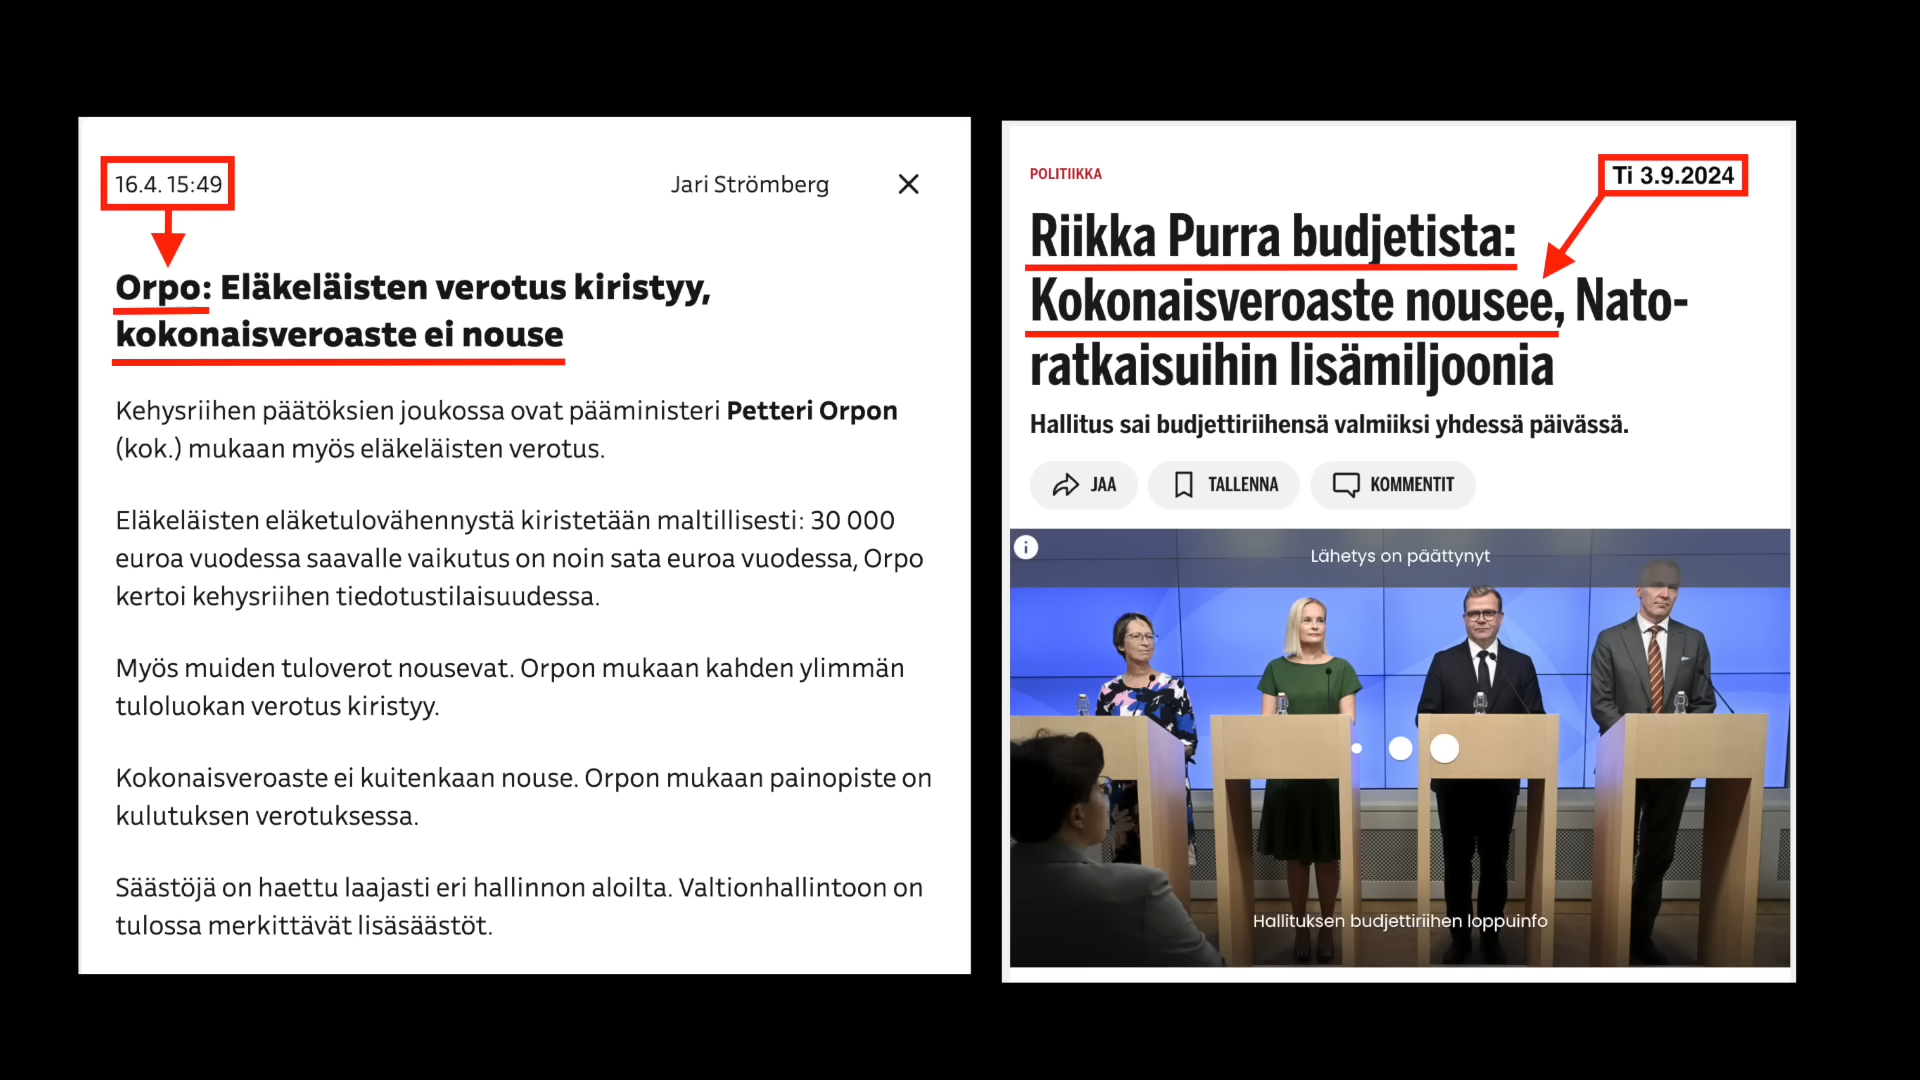 16.4. 15:49
Jari Strömberg
Orpo: Eläkeläisten verotus kiristyy,
kokonaisveroaste ei nouse
Kehysriihen päätöksien joukossa ovat pääministeri Petteri Orpon
(kok.) mukaan myös eläkeläisten verotus.
Eläkeläisten eläketulovähennystä kiristetään maltillisesti: 30 000
euroa vuodessa saavalle vaikutus on noin sata euroa vuodessa, Orpo
kertoi kehysriihen tiedotustilaisuudessa.
Myös muiden tuloverot nousevat. Orpon mukaan kahden ylimmän
tuloluokan verotus kiristyy.
Kokonaisveroaste ei kuitenkaan nouse. Orpon mukaan painopiste on
kulutuksen verotuksessa.
Säästöjä on haettu laajasti eri hallinnon aloilta. Valtionhallintoon on
tulossa merkittävät lisäsäästöt.
POLITIIKKA
Ti 3.9.2024
Riikka Purra budjetista:
Kokonaisveroaste nousee, Nato-
ratkaisuihin lisämiljoonia
Hallitus sai budjettiriihensä valmiiksi yhdessä päivässä.
JAA
TALLENNA
KOMMENTIT
Lähetys on päättynyt
Hallituksen budjettiriihen loppuinfo